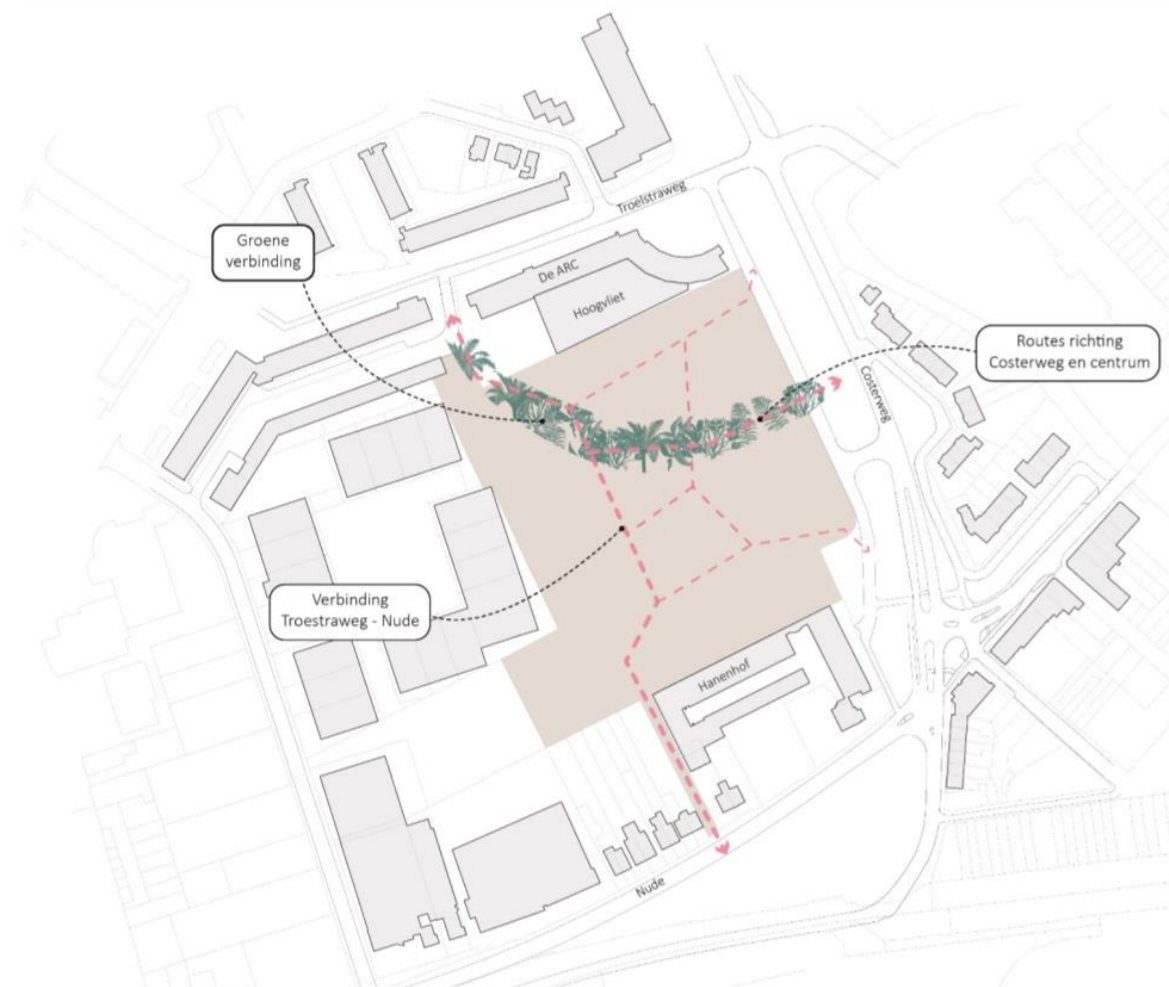 Troelstraweg
Groene
verbinding
De ARC
Hoogvliet
Routes richting
Costerweg en centrum
Costerweg
Verbinding
Troestraweg - Nude
Hanenhof
Nude